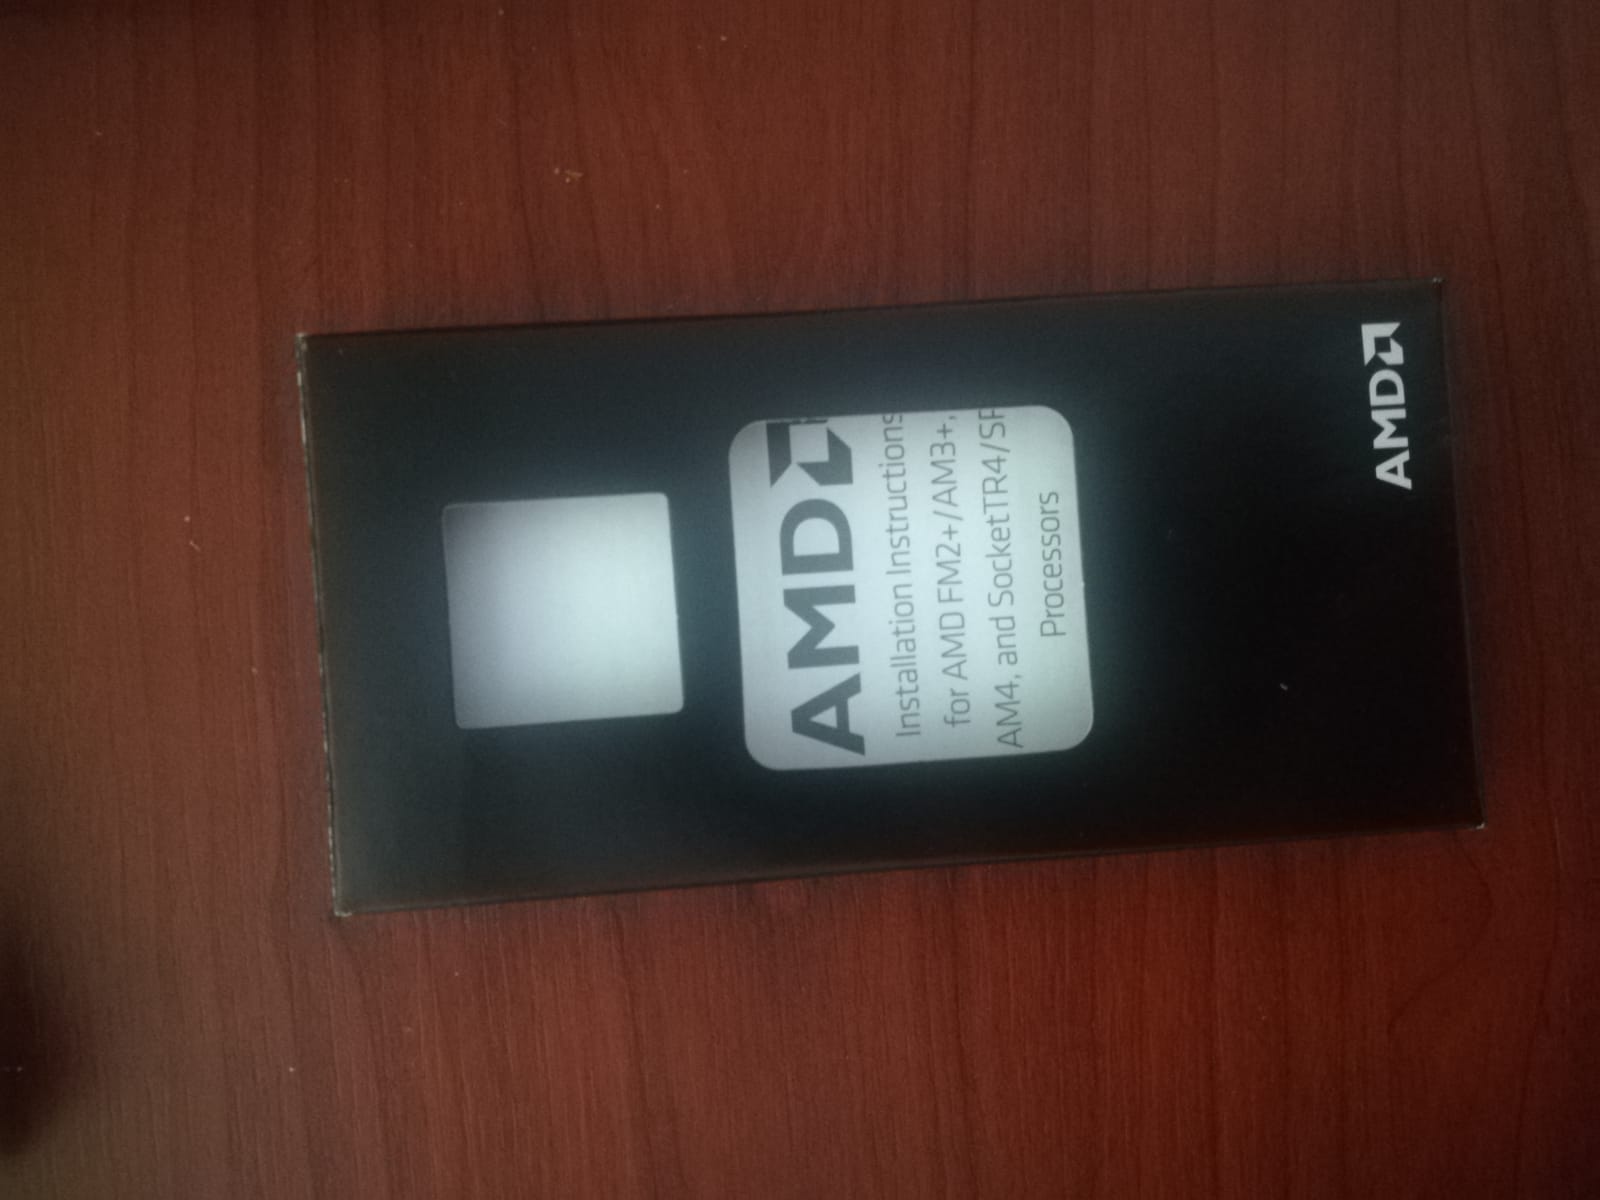 AMD
Installation Instructions
for AMD FM2+/AM3+,
AM4, and SocketTR4/SP
Processors
AMD